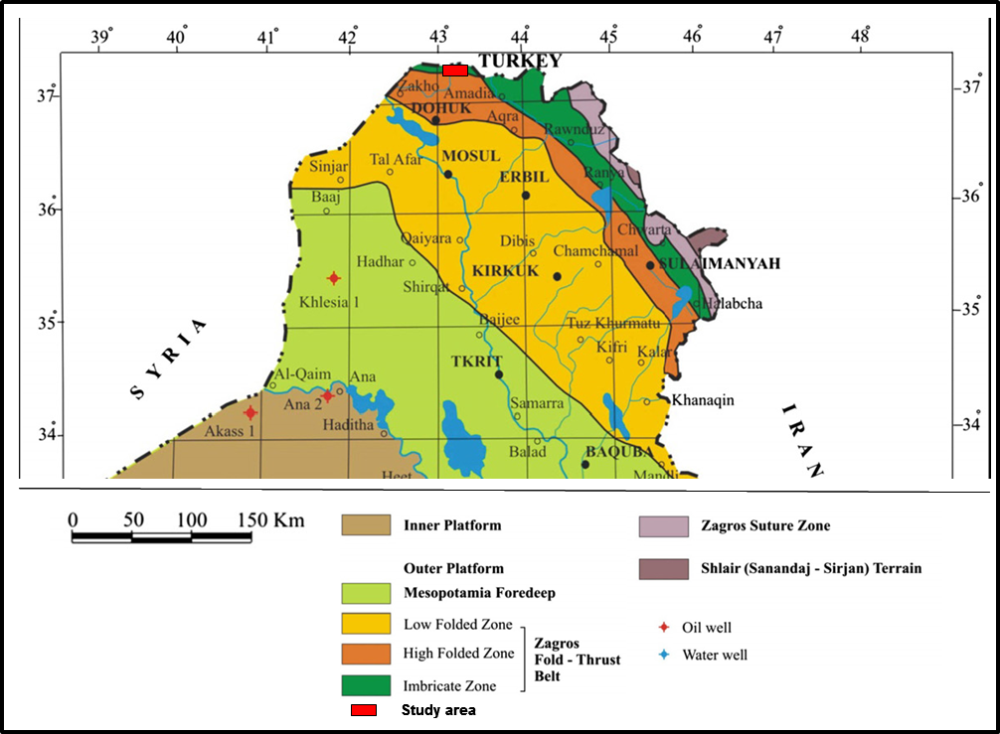 39° 40° 41° 42° 43° 44° 45° 46° 47° 48°
TURKEY
37° 37°
Zakho Amadia
DOHUK
Aqra
Rawnduz
Tal Afar MOSUL
Sinjar
ERBIL
Ranya
Baaj
36° 36°
Chwarta
Qaiyara Dibis
Chamchamal
Hadhar
KIRKUK
SULAIMANYAH
Shirqat
Khlesia 1
Halabcha
35° 35°
Baijee
Tuz Khurmatu
SYRIA
Kifri Kalar
TKRIT
Al-Qaim Ana
Ana 2
Samarra
Khanaqin
IRAN
Akass 1
Haditha
34° 34°
Balad
BAQUBA
Heet
Mandli
0 50 100 150 Km
Inner Platform
Outer Platform
Mesopotamia Foredeep
Low Folded Zone
High Folded Zone
Imbricate Zone
Zagros
Fold - Thrust
Belt
Study area
Zagros Suture Zone
Shlair (Sanandaj - Sirjan) Terrain
Oil well
Water well